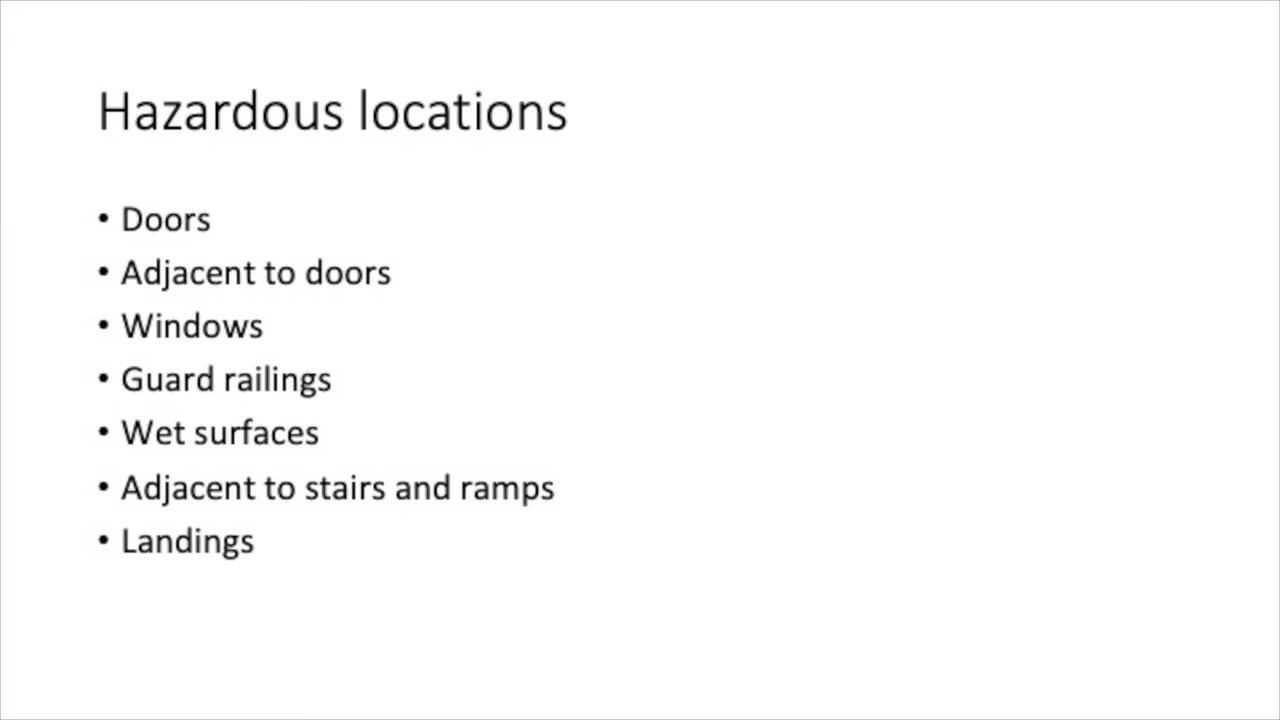 Hazardous locations
• Doors
• Adjacent to doors
• Windows
• Guard railings
• Wet surfaces
• Adjacent to stairs and ramps
• Landings